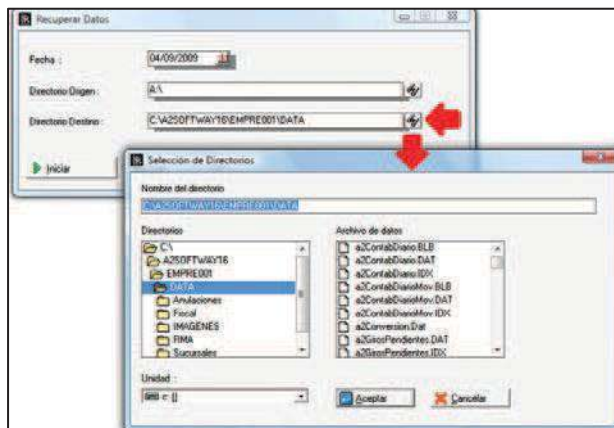 Recuperar Datos
Fecha :
04/09/2009
Directorio Origen :
A:\
Directorio Destino :
C:\A2SOFTWAY16\EMPRE001\DATA
Iniciar
Selección de Directorios
Nombre del directorio
C:\A2SOFTWAY16\EMPRE001\DATA
Directorios
C:\
A2SOFTWAY16
EMPRE001
DATA
Anulaciones
Fiscal
IMAGENES
RMA
Sucursales
Archivo de datos
a2ContabDiario.BLB
a2ContabDiario.DAT
a2ContabDiario.IDX
a2ContabDiarioMov.BLB
a2ContabDiarioMov.DAT
a2ContabDiarioMov.IDX
a2Conversion.Dat
a2GirosPendientes.DAT
a2GirosPendientes.IDX
Unidad :
c: []
Aceptar
Cancelar